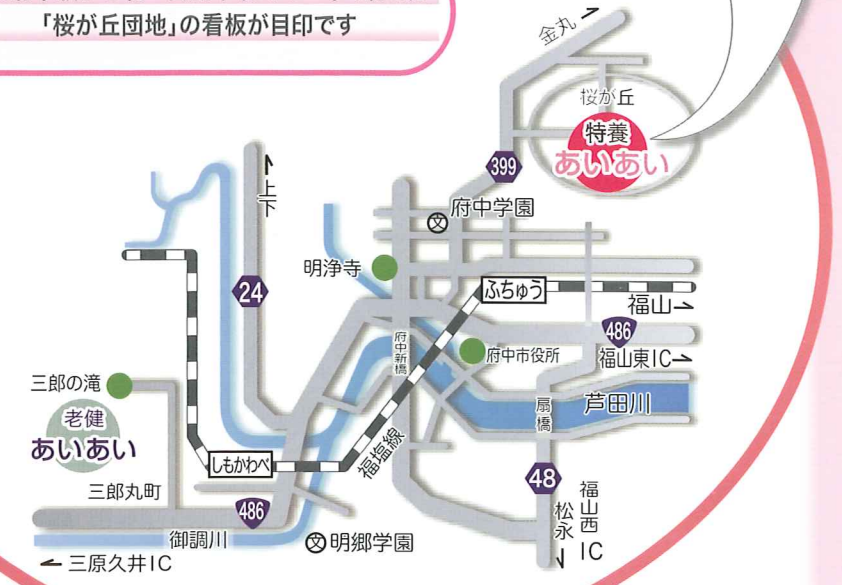 「桜が丘団地」の看板が目印です
金丸
桜が丘
特養
あいあい
399
上下
府中学園
文
明浄寺
24
ふちゅう
福山
486
福山東IC
府中新橋
府中市役所
三郎の滝
老健
あいあい
扇橋
芦田川
福塩線
しもかわべ
三郎丸町
48
486
福山西IC
松永
御調川
文
明郷学園
三原久井IC